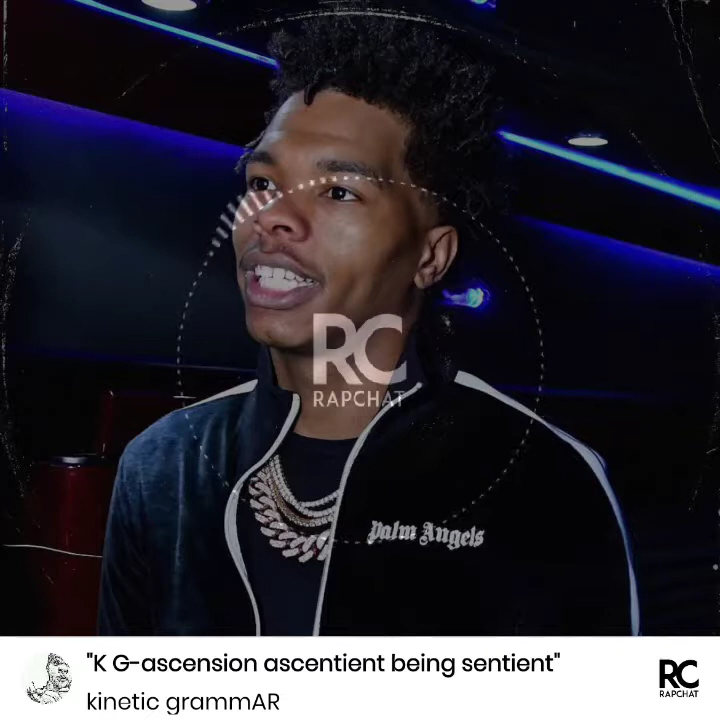 RC
RAPCHAT
Palm Angels
"K G-ascension ascentient being sentient"
kinetic grammAR
RC
RAPCHAT